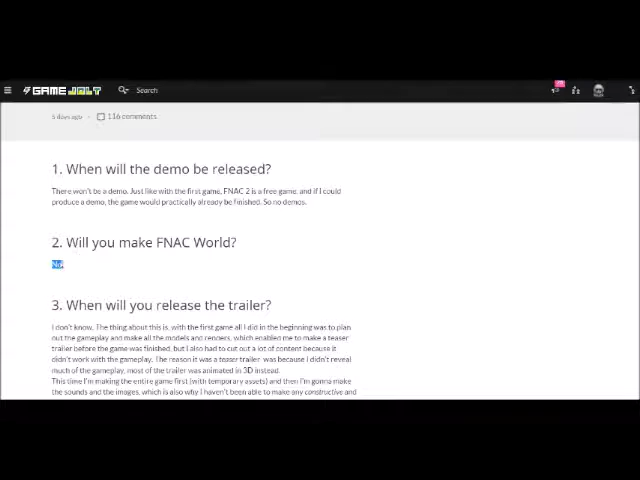 GAME JOLT Search
6 days ago · 116 comments
1. When will the demo be released?
There won't be a demo. Just like with the first game, FNAC 2 is a free game, and if I could
produce a demo, the game would practically already be finished. So no demos.
2. Will you make FNAC World?
No.
3. When will you release the trailer?
I don't know. The thing about this is, with the first game all I did in the beginning was to plan
out the gameplay and make all the models and renders, which enabled me to make a teaser
trailer before the game was finished, but I also had to cut out a lot of content because it
didn't work with the gameplay. The reason it was a teaser trailer was because I didn't reveal
much of the gameplay, most of the trailer was animated in 3D instead.
This time I'm making the entire game first (with temporary assets) and then I'm gonna make
the sounds and the images, which is also why I haven't been able to make any constructive and